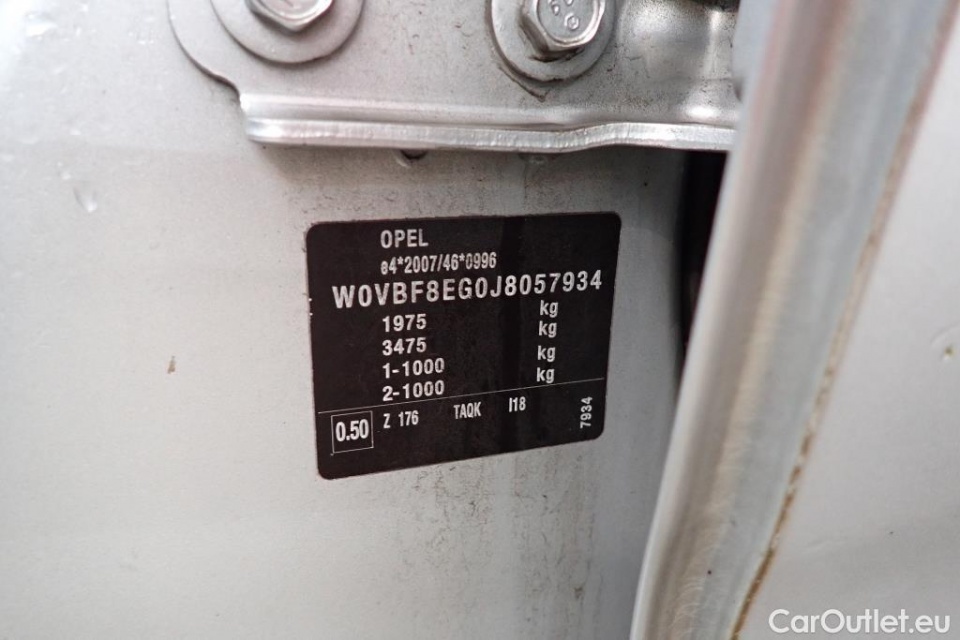 OPEL
e4*2007/46*0996
W0VBF8EG0J8057934
1975 kg
3475 kg
1-1000 kg
2-1000 kg
0.50 Z 176 TAQK I18 7934
CarOutlet.eu